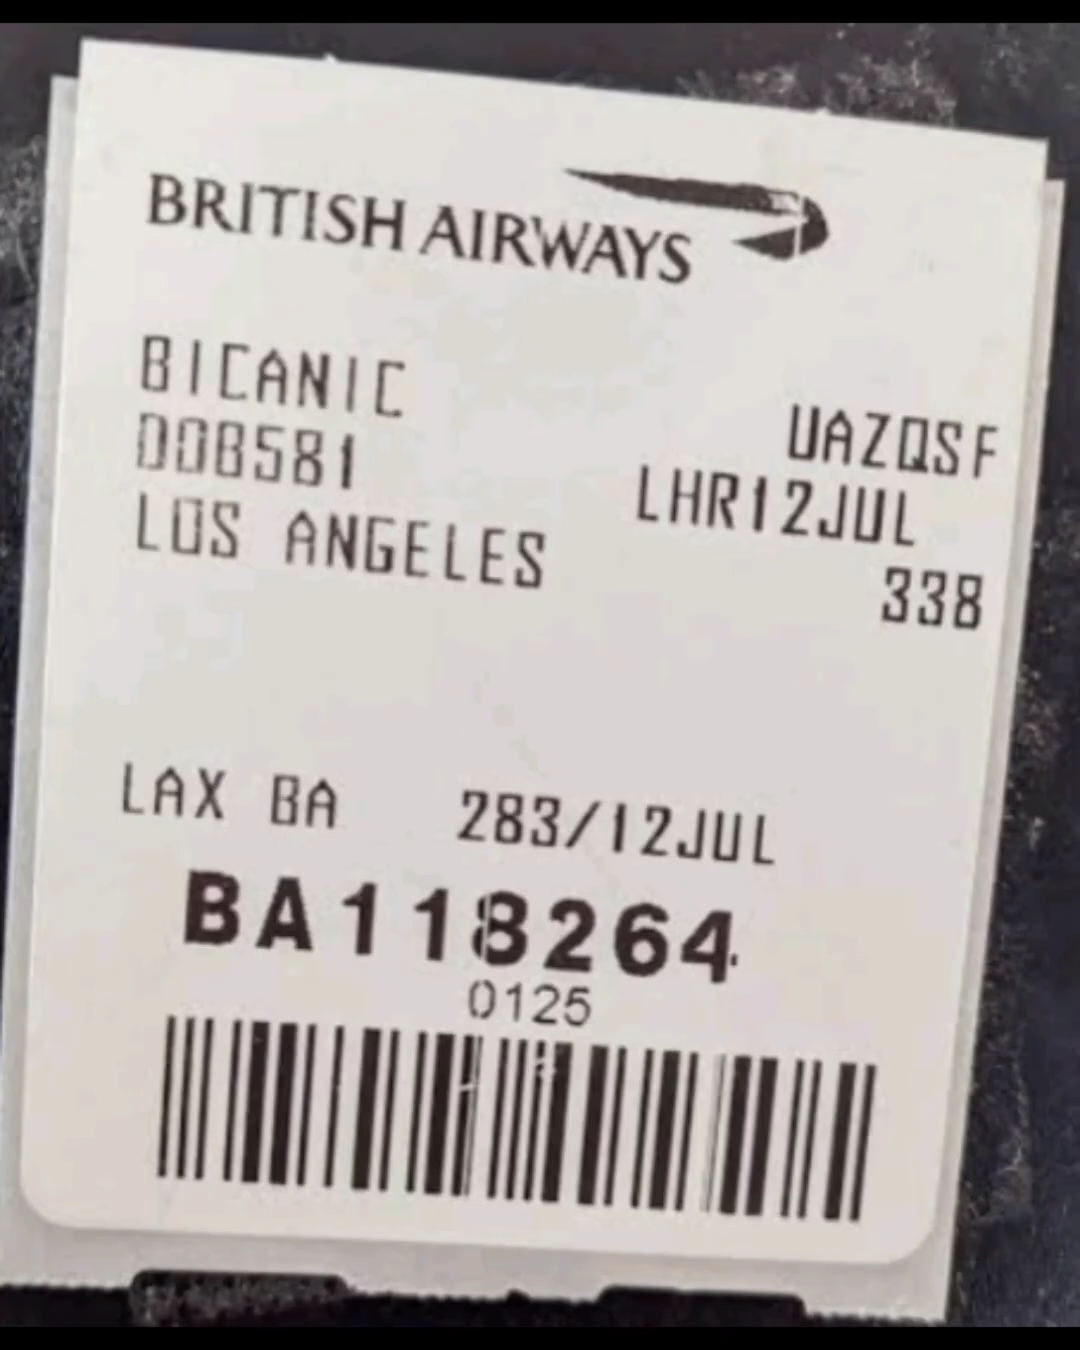 BRITISH AIRWAYS
BICANIC
UAZQSF
DOB581
LHR12JUL
LOS ANGELES
338
LAX BA 283/12JUL
BA118264
0125